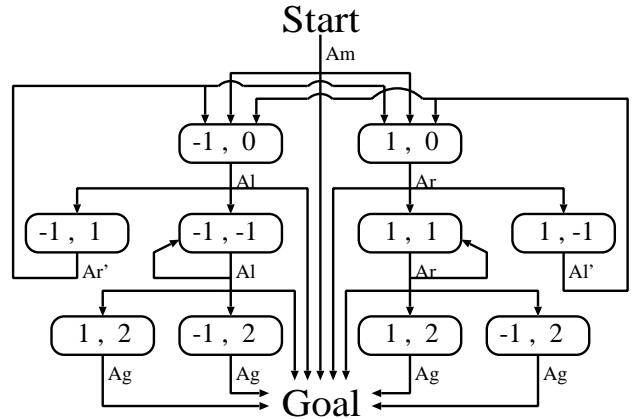 Start
Am
-1 , 0
1 , 0
Al
Ar
-1 , 1
-1 , -1
1 , 1
1 , -1
Ar'
Al
Ar
Al'
1 , 2
-1 , 2
1 , 2
-1 , 2
Ag
Ag
Ag
Ag
Goal